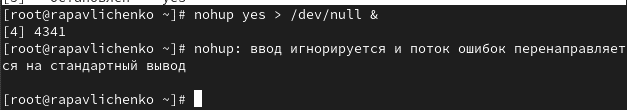 [root@rapavlichenko ~]# nohup yes > /dev/null &
[4] 4341
[root@rapavlichenko ~]# nohup: ввод игнорируется и поток ошибок перенаправляет
ся на стандартный вывод
[root@rapavlichenko ~]#